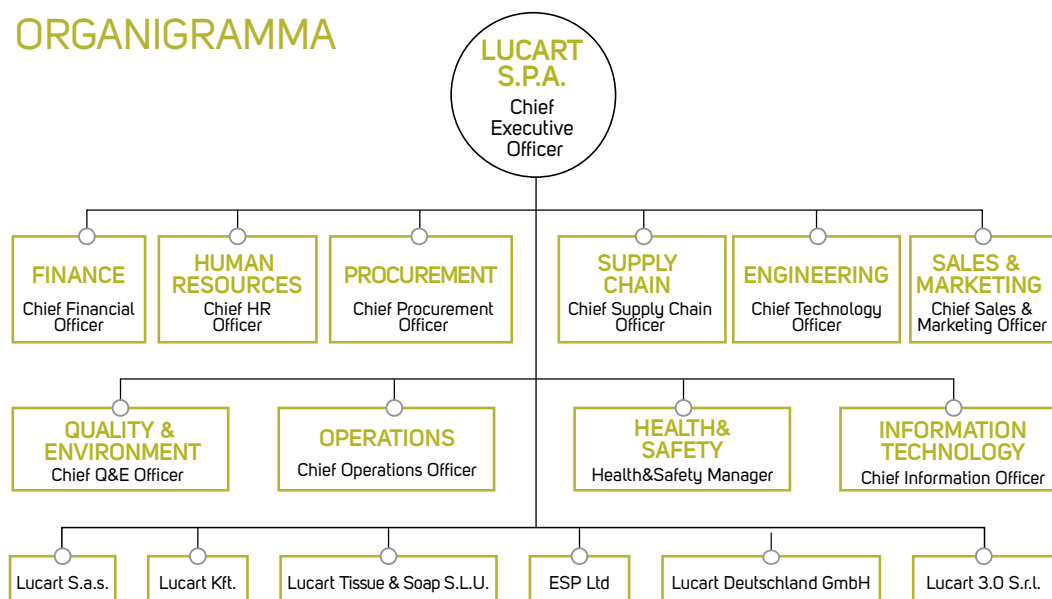 ORGANIGRAMMA
LUCART
S.P.A.
Chief
Executive
Officer
FINANCE
Chief Financial
Officer
HUMAN
RESOURCES
Chief HR
Officer
PROCUREMENT
Chief Procurement
Officer
SUPPLY
CHAIN
Chief Supply Chain
Officer
ENGINEERING
Chief Technology
Officer
SALES &
MARKETING
Chief Sales &
Marketing Officer
QUALITY &
ENVIRONMENT
Chief Q&E Officer
OPERATIONS
Chief Operations Officer
HEALTH&
SAFETY
Health&Safety Manager
INFORMATION
TECHNOLOGY
Chief Information Officer
Lucart S.a.s.
Lucart Kft.
Lucart Tissue & Soap S.L.U.
ESP Ltd
Lucart Deutschland GmbH
Lucart 3.0 S.r.l.